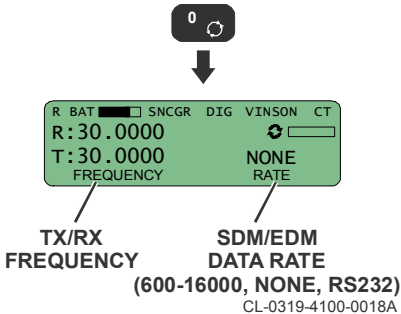 0
R BAT SNCGR DIG VINSON CT
R:30.0000
T:30.0000 NONE
FREQUENCY RATE
TX/RX FREQUENCY
SDM/EDM DATA RATE
(600-16000, NONE, RS232)
CL-0319-4100-0018A